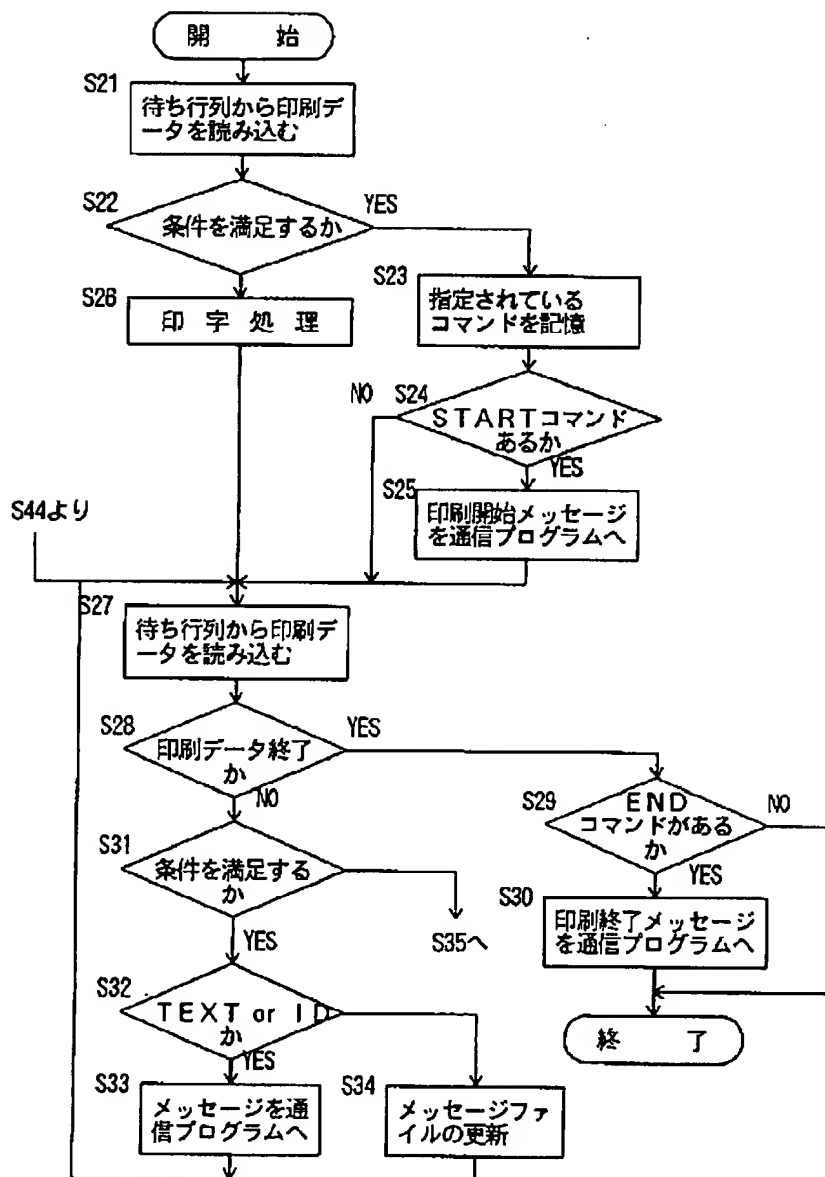 開 始
S21
待ち行列から印刷デ
ータを読み込む
S22
条件を満足するか
YES
S26
印 字 処 理
S23
指定されている
コマンドを記憶
NO
S24
STARTコマンド
あるか
YES
S25
印刷開始メッセージ
を通信プログラムへ
S44より
S27
待ち行列から印刷デ
ータを読み込む
S28
印刷データ終了
か
YES
NO
S29
END
コマンドがある
か
NO
YES
S30
印刷終了メッセージ
を通信プログラムへ
終 了
S31
条件を満足する
か
S35へ
YES
S32
TEXT or ID
か
YES
S33
メッセージを通
信プログラムへ
S34
メッセージファ
イルの更新